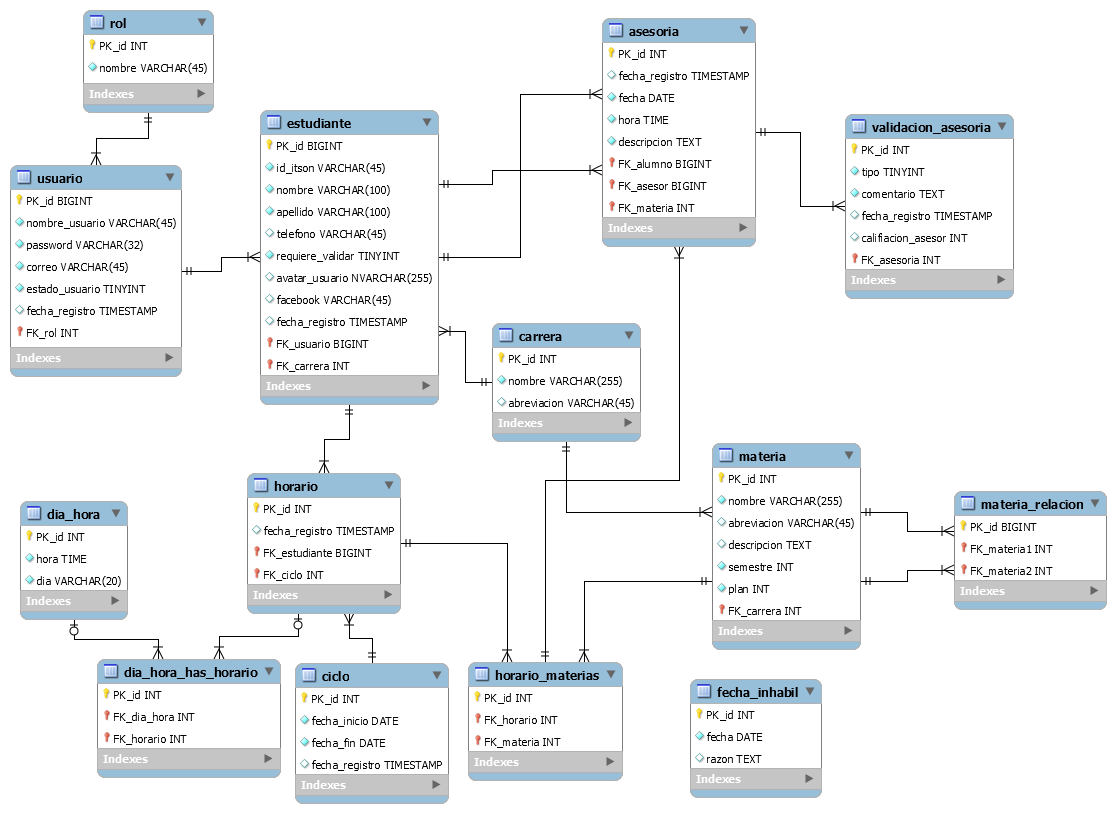 rol
PK_id INT
nombre VARCHAR(45)
Indexes
usuario
PK_id BIGINT
nombre_usuario VARCHAR(45)
password VARCHAR(32)
correo VARCHAR(45)
estado_usuario TINYINT
fecha_registro TIMESTAMP
FK_rol INT
Indexes
estudiante
PK_id BIGINT
id_itson VARCHAR(45)
nombre VARCHAR(100)
apellido VARCHAR(100)
telefono VARCHAR(45)
requiere_validar TINYINT
avatar_usuario NVARCHAR(255)
facebook VARCHAR(45)
fecha_registro TIMESTAMP
FK_usuario BIGINT
FK_carrera INT
Indexes
asesoria
PK_id INT
fecha_registro TIMESTAMP
fecha DATE
hora TIME
descripcion TEXT
FK_alumno BIGINT
FK_asesor BIGINT
FK_materia INT
Indexes
validacion_asesoria
PK_id INT
tipo TINYINT
comentario TEXT
fecha_registro TIMESTAMP
califiacion_asesor INT
FK_asesoria INT
Indexes
carrera
PK_id INT
nombre VARCHAR(255)
abreviacion VARCHAR(45)
Indexes
materia
PK_id INT
nombre VARCHAR(255)
abreviacion VARCHAR(45)
descripcion TEXT
semestre INT
plan INT
FK_carrera INT
Indexes
materia_relacion
PK_id BIGINT
FK_materia1 INT
FK_materia2 INT
Indexes
horario
PK_id INT
fecha_registro TIMESTAMP
FK_estudiante BIGINT
FK_ciclo INT
Indexes
dia_hora
PK_id INT
hora TIME
dia VARCHAR(20)
Indexes
dia_hora_has_horario
PK_id INT
FK_dia_hora INT
FK_horario INT
Indexes
ciclo
PK_id INT
fecha_inicio DATE
fecha_fin DATE
fecha_registro TIMESTAMP
Indexes
horario_materias
PK_id INT
FK_horario INT
FK_materia INT
Indexes
fecha_inhabil
PK_id INT
fecha DATE
razon TEXT
Indexes